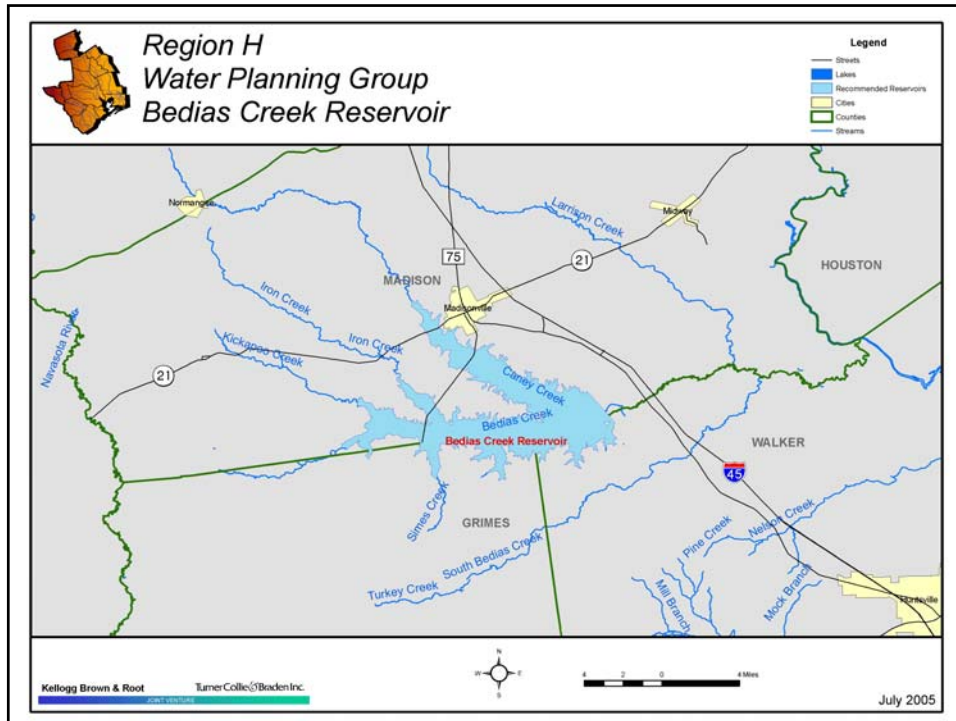 Region H
Water Planning Group
Bedias Creek Reservoir
Legend
Streets
Lakes
Recommended Reservoirs
Cities
Counties
Streams
Normangee
Larrison Creek
Midway
75
21
HOUSTON
MADISON
Madisonville
Iron Creek
Iron Creek
Kickapoo Creek
Navasota River
21
Caney Creek
Bedias Creek
Bedias Creek Reservoir
WALKER
45
Simes Creek
GRIMES
Nelson Creek
Pine Creek
South Bedias Creek
Turkey Creek
Mill Branch
Mock Branch
Huntsville
N
W E
S
4 2 0 4 Miles
Kellogg Brown & Root Turner Collie & Braden Inc.
JOINT VENTURE
July 2005